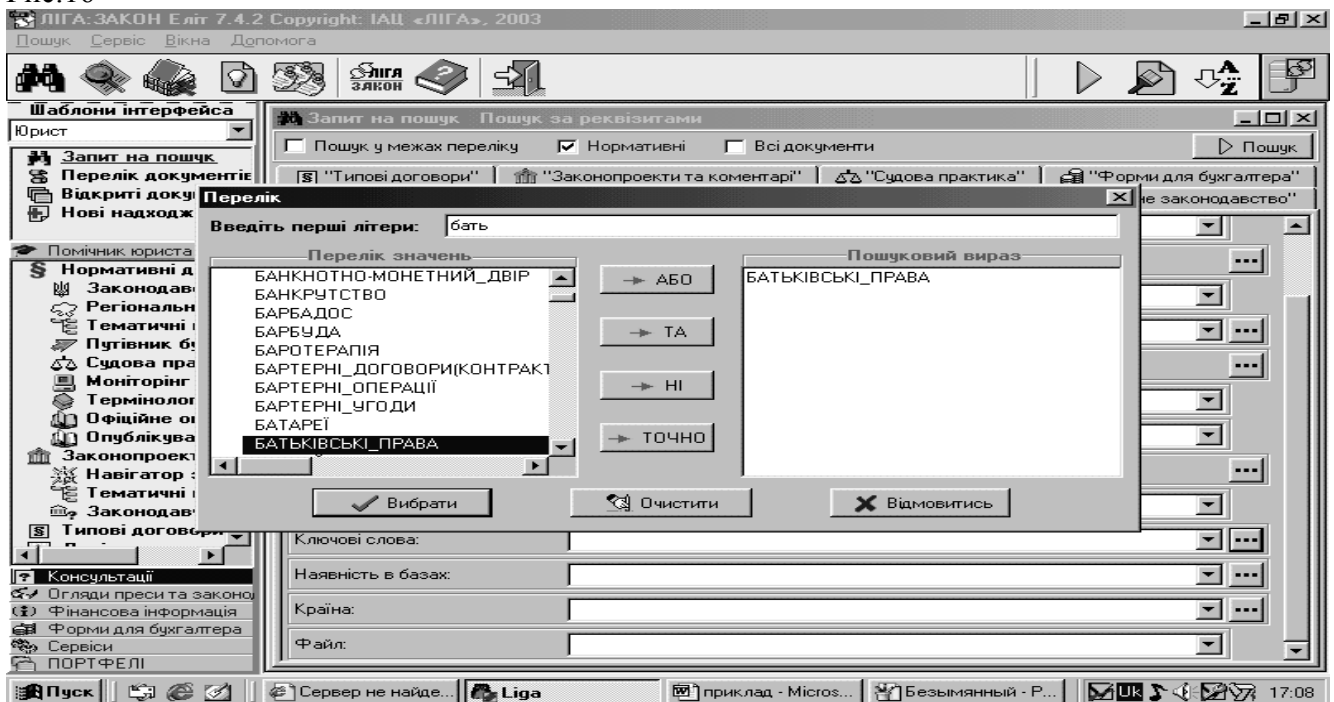 ЛІГА:ЗАКОН Еліт 7.4.2 Copyright: ІАЦ «ЛІГА», 2003
Пошук Сервіс Вікна Допомога
ЛІГА ЗАКОН
A
Z
Шаблони інтерфейса
Юрист
Запит на пошук
Перелік документів
Відкриті доку
Нові надходж
Помічник юриста
Нормативні д
Законодав
Регіональн
Тематичні
Путівник б
Судова пра
Моніторінг
Термінолог
Офіційне о
Опублікува
Законопроект
Навігатор
Тематичні
Законодав
Типові договори
Консультації
Огляди преси та законо
Фінансова інформація
Форми для бухгалтера
Сервіси
ПОРТФЕЛІ
Запит на пошук Пошук за реквізитами
Пошук у межах переліку Нормативні Всі документи Пошук
"Типові договори" "Законопроекти та коментарі" "Судова практика" "Форми для бухгалтера"
не законодавство"
Перелік
Введіть перші літери: бать
Перелік значень
БАНКНОТНО-МОНЕТНИЙ_ДВІР
БАНКРУТСТВО
БАРБАДОС
БАРБУДА
БАРОТЕРАПІЯ
БАРТЕРНІ_ДОГОВОРИ(КОНТРАКТ
БАРТЕРНІ_ОПЕРАЦІЇ
БАРТЕРНІ_УГОДИ
БАТАРЕЇ
БАТЬКІВСЬКІ_ПРАВА
АБО
ТА
НІ
ТОЧНО
Пошуковий вираз
БАТЬКІВСЬКІ_ПРАВА
Вибрати Очистити Відмовитись
Ключові слова:
Наявність в базах:
Країна:
Файл:
Пуск Сервер не найде... Liga приклад - Micros... Безымянный - P... Uk 17:08